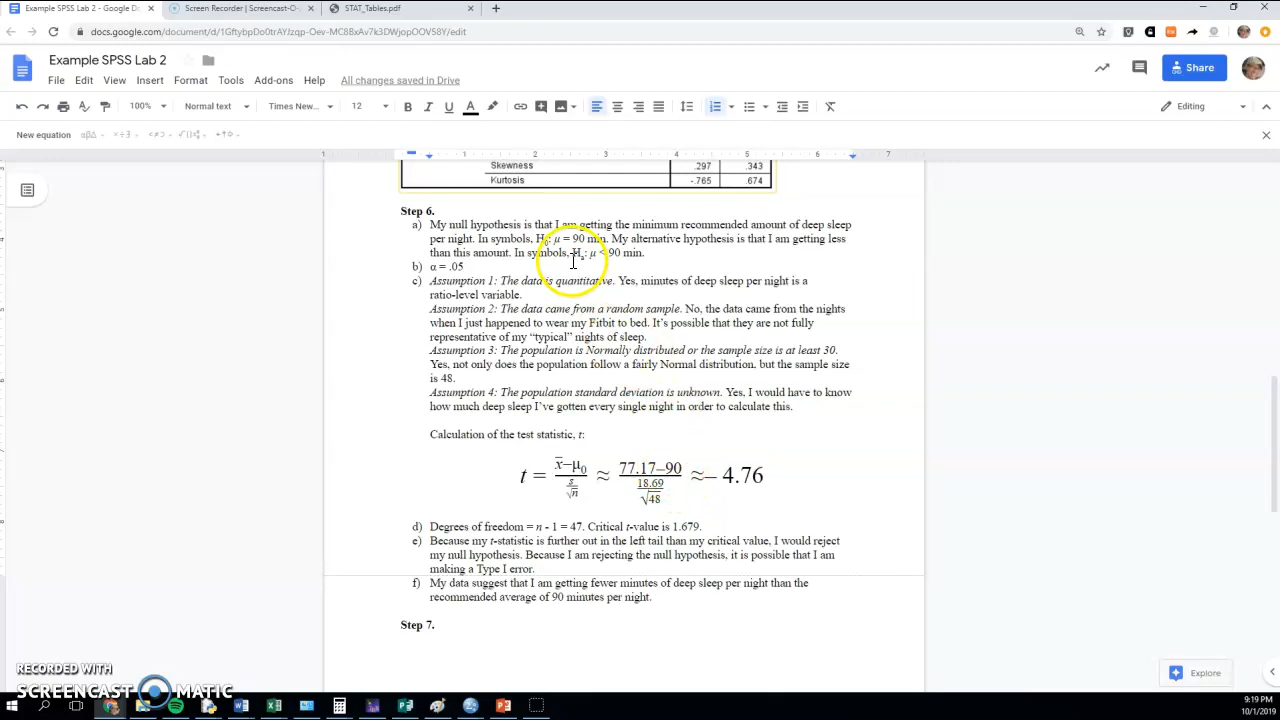 Example SPSS Lab 2 - Google Do
Screen Recorder | Screencast-O-
STAT_Tables.pdf
docs.google.com/document/d/1GftybpDo0trAYJzqp-Oev-MC8BxAv7k3DWjopOOV58Y/edit
Example SPSS Lab 2
File Edit View Insert Format Tools Add-ons Help All changes saved in Drive
Share
100% Normal text Times New... 12 B I U A Editing
New equation
1 1 2 3 4 5 6 7
Skewness .297 .343
Kurtosis -.765 .674
Step 6.
a) My null hypothesis is that I am getting the minimum recommended amount of deep sleep
per night. In symbols, H₀: μ = 90 min. My alternative hypothesis is that I am getting less
than this amount. In symbols, Hₐ: μ < 90 min.
b) α = .05
c) Assumption 1: The data is quantitative. Yes, minutes of deep sleep per night is a
ratio-level variable.
Assumption 2: The data came from a random sample. No, the data came from the nights
when I just happened to wear my Fitbit to bed. It's possible that they are not fully
representative of my “typical” nights of sleep.
Assumption 3: The population is Normally distributed or the sample size is at least 30.
Yes, not only does the population follow a fairly Normal distribution, but the sample size
is 48.
Assumption 4: The population standard deviation is unknown. Yes, I would have to know
how much deep sleep I've gotten every single night in order to calculate this.
Calculation of the test statistic, t:
t = x̄–μ₀ / s/√n ≈ 77.17–90 / 18.69/√48 ≈ – 4.76
d) Degrees of freedom = n - 1 = 47. Critical t-value is 1.679.
e) Because my t-statistic is further out in the left tail than my critical value, I would reject
my null hypothesis. Because I am rejecting the null hypothesis, it is possible that I am
making a Type I error.
f) My data suggest that I am getting fewer minutes of deep sleep per night than the
recommended average of 90 minutes per night.
Step 7.
RECORDED WITH
SCREENCAST MATIC
Explore
9:19 PM
10/1/2019